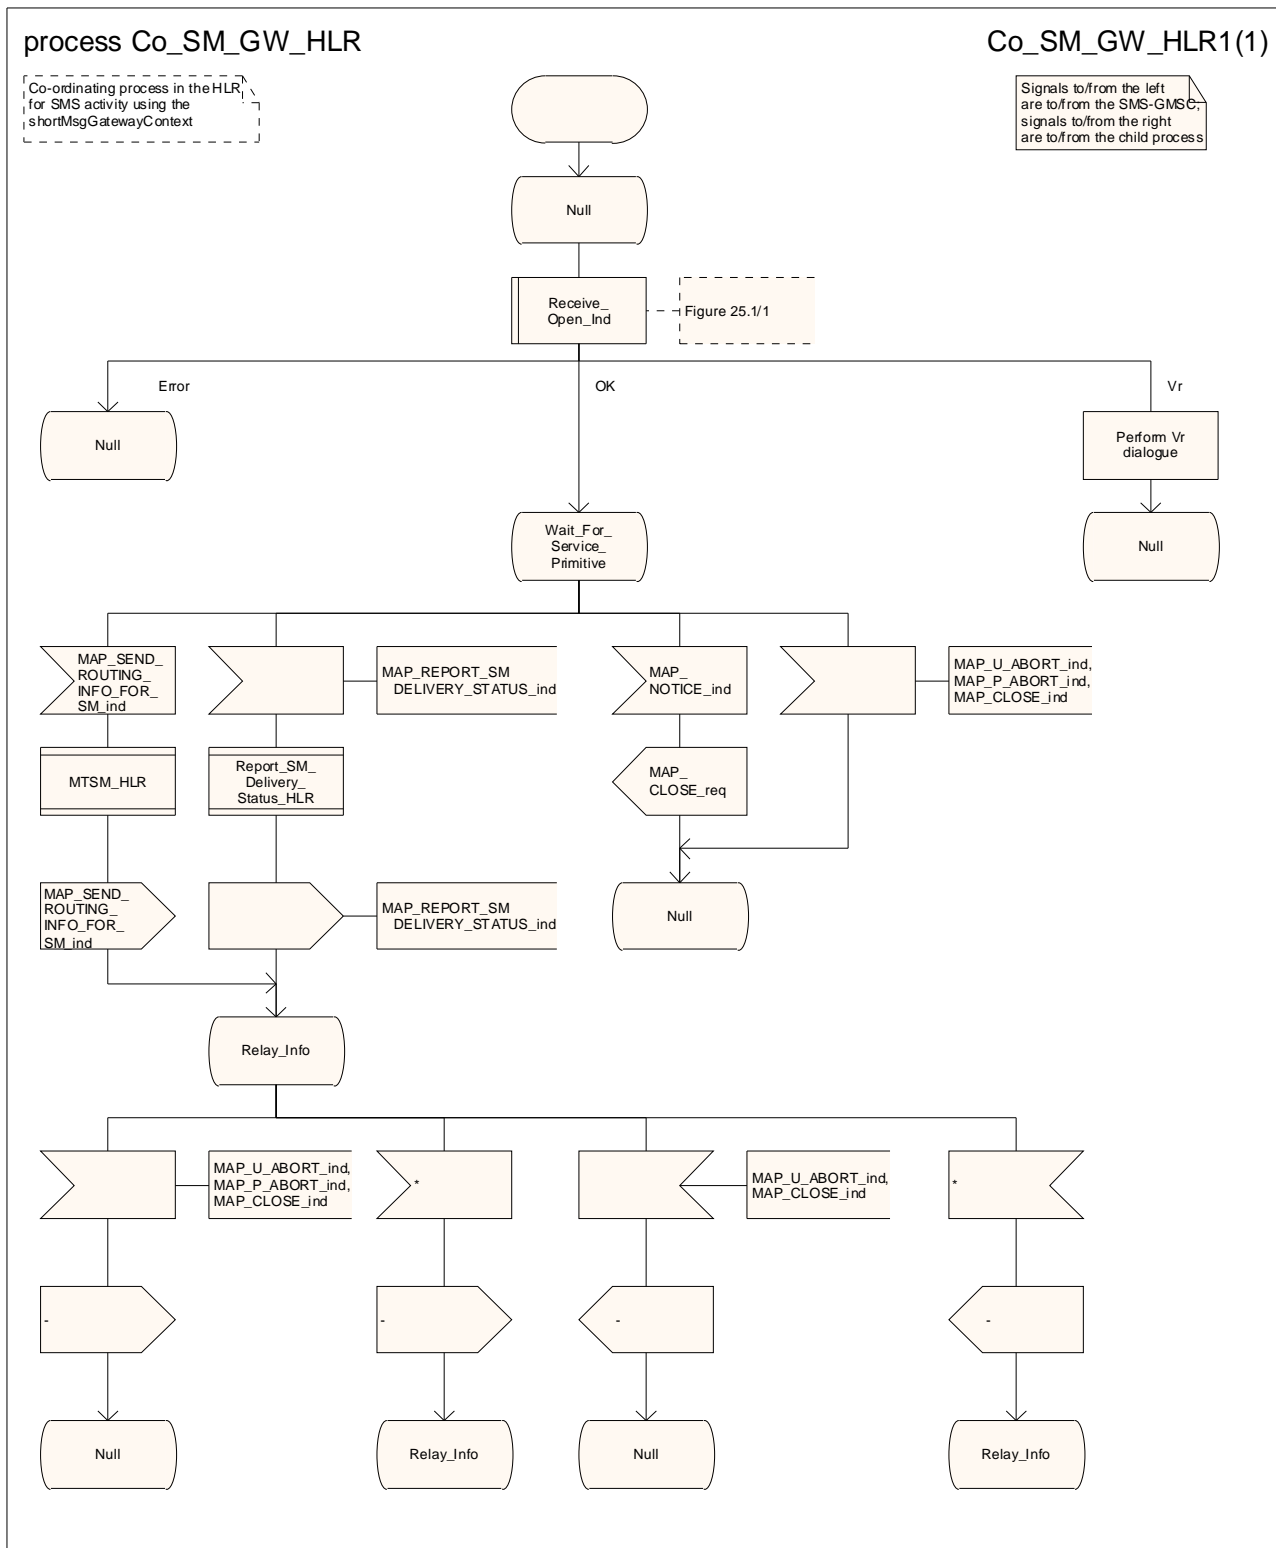 process Co_SM_GW_HLR
Co_SM_GW_HLR1(1)
Co-ordinating process in the HLR
for SMS activity using the
shortMsgGatewayContext
Signals to/from the left
are to/from the SMS-GMSC;
signals to/from the right
are to/from the child process
Null
Receive_
Open_Ind
Figure 25.1/1
Error
OK
Vr
Null
Perform Vr
dialogue
Wait_For_
Service_
Primitive
Null
MAP_SEND_
ROUTING_
INFO_FOR_
SM_ind
MAP_REPORT_SM
DELIVERY_STATUS_ind
MAP_
NOTICE_ind
MAP_U_ABORT_ind,
MAP_P_ABORT_ind,
MAP_CLOSE_ind
MTSM_HLR
Report_SM_
Delivery_
Status_HLR
MAP_
CLOSE_req
MAP_SEND_
ROUTING_
INFO_FOR_
SM_ind
MAP_REPORT_SM
DELIVERY_STATUS_ind
Null
Relay_Info
MAP_U_ABORT_ind,
MAP_P_ABORT_ind,
MAP_CLOSE_ind
*
MAP_U_ABORT_ind,
MAP_CLOSE_ind
*
-
-
-
-
Null
Relay_Info
Null
Relay_Info